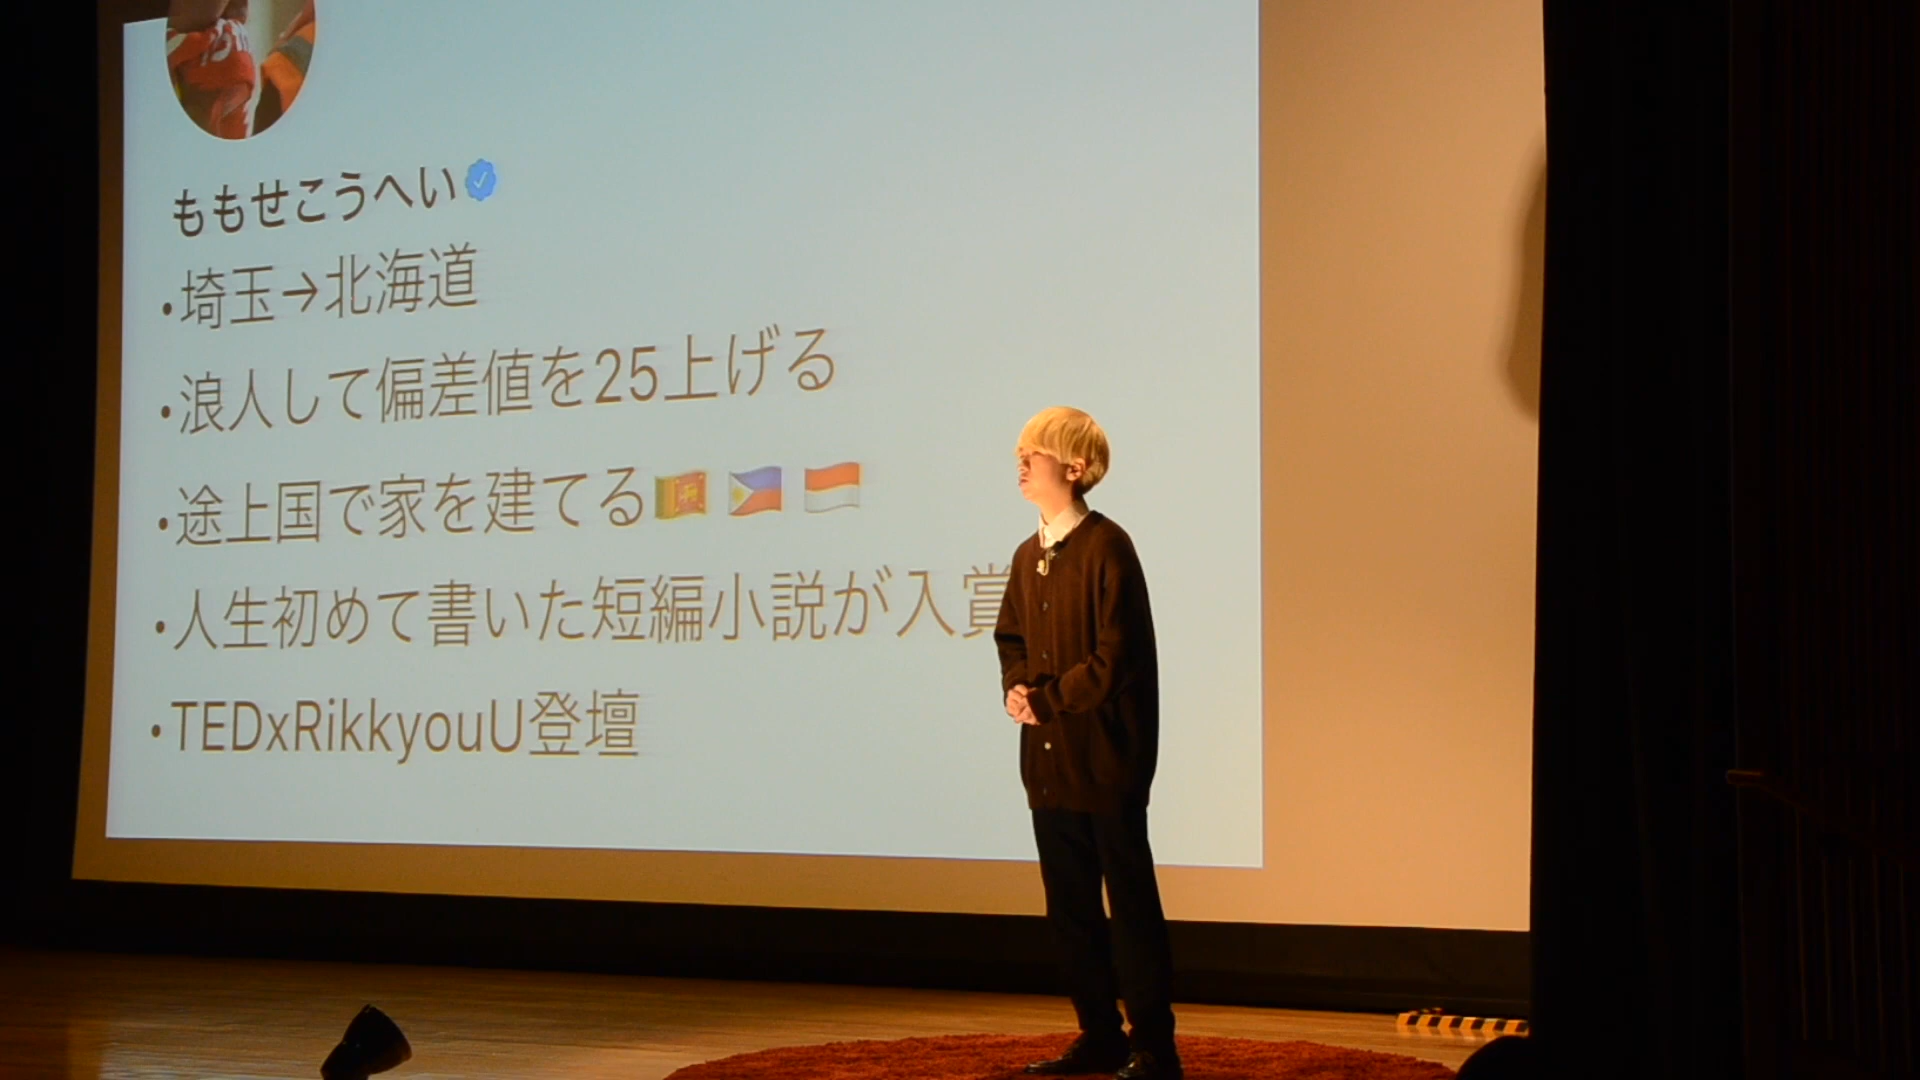 ももせこうへい
・埼玉→北海道
・浪人して偏差値を25上げる
・途上国で家を建てる
・人生初めて書いた短編小説が入賞
・TEDxRikkyouU登壇